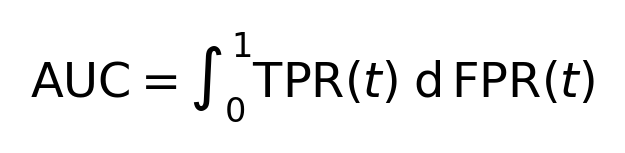 AUC = ∫₀¹ TPR(t) d FPR(t)